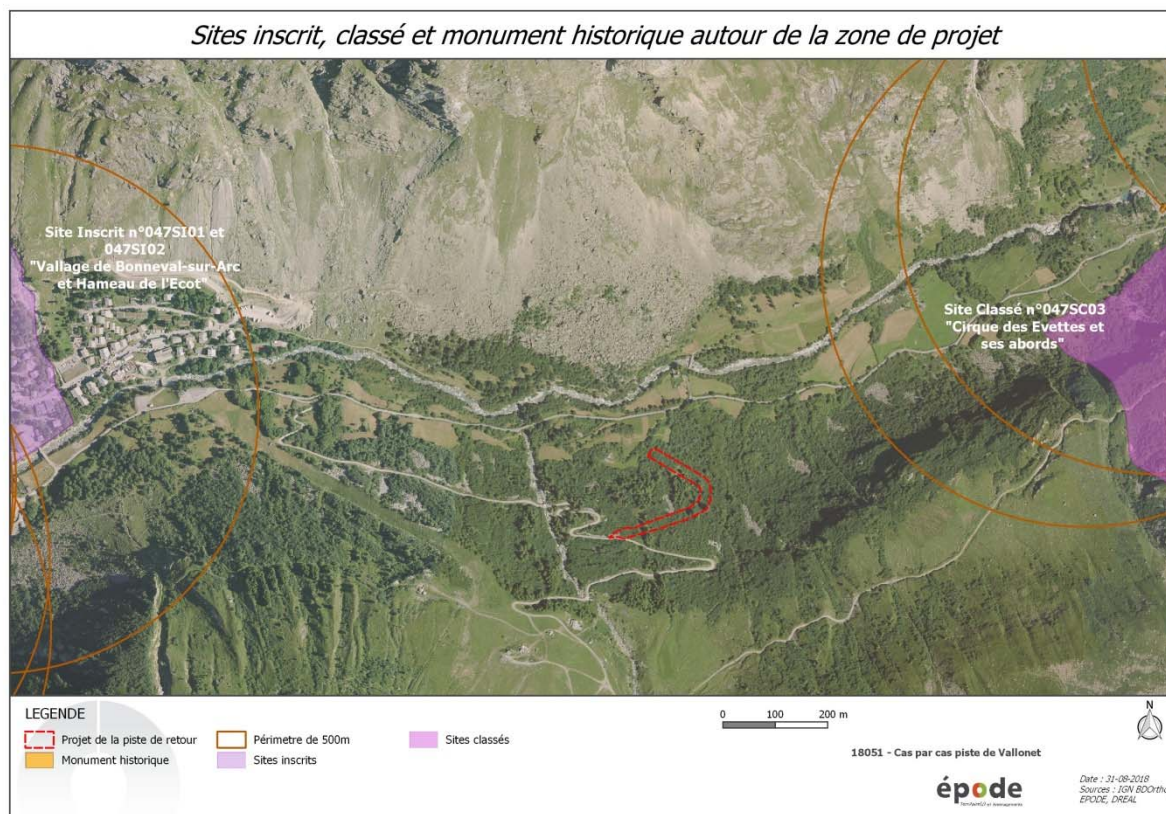 Sites inscrit, classé et monument historique autour de la zone de projet
Site Inscrit n°047SI01 et
047SI02
"Vallage de Bonneval-sur-Arc
et Hameau de l'Ecot"
Site Classé n°047SC03
"Cirque des Evettes et
ses abords"
LEGENDE
Projet de la piste de retour
Périmetre de 500m
Sites classés
Monument historique
Sites inscrits
0 100 200 m
N
18051 - Cas par cas piste de Vallonet
épode
Date : 31-08-2018
Sources : IGN BDOrtho
EPODE, DREAL